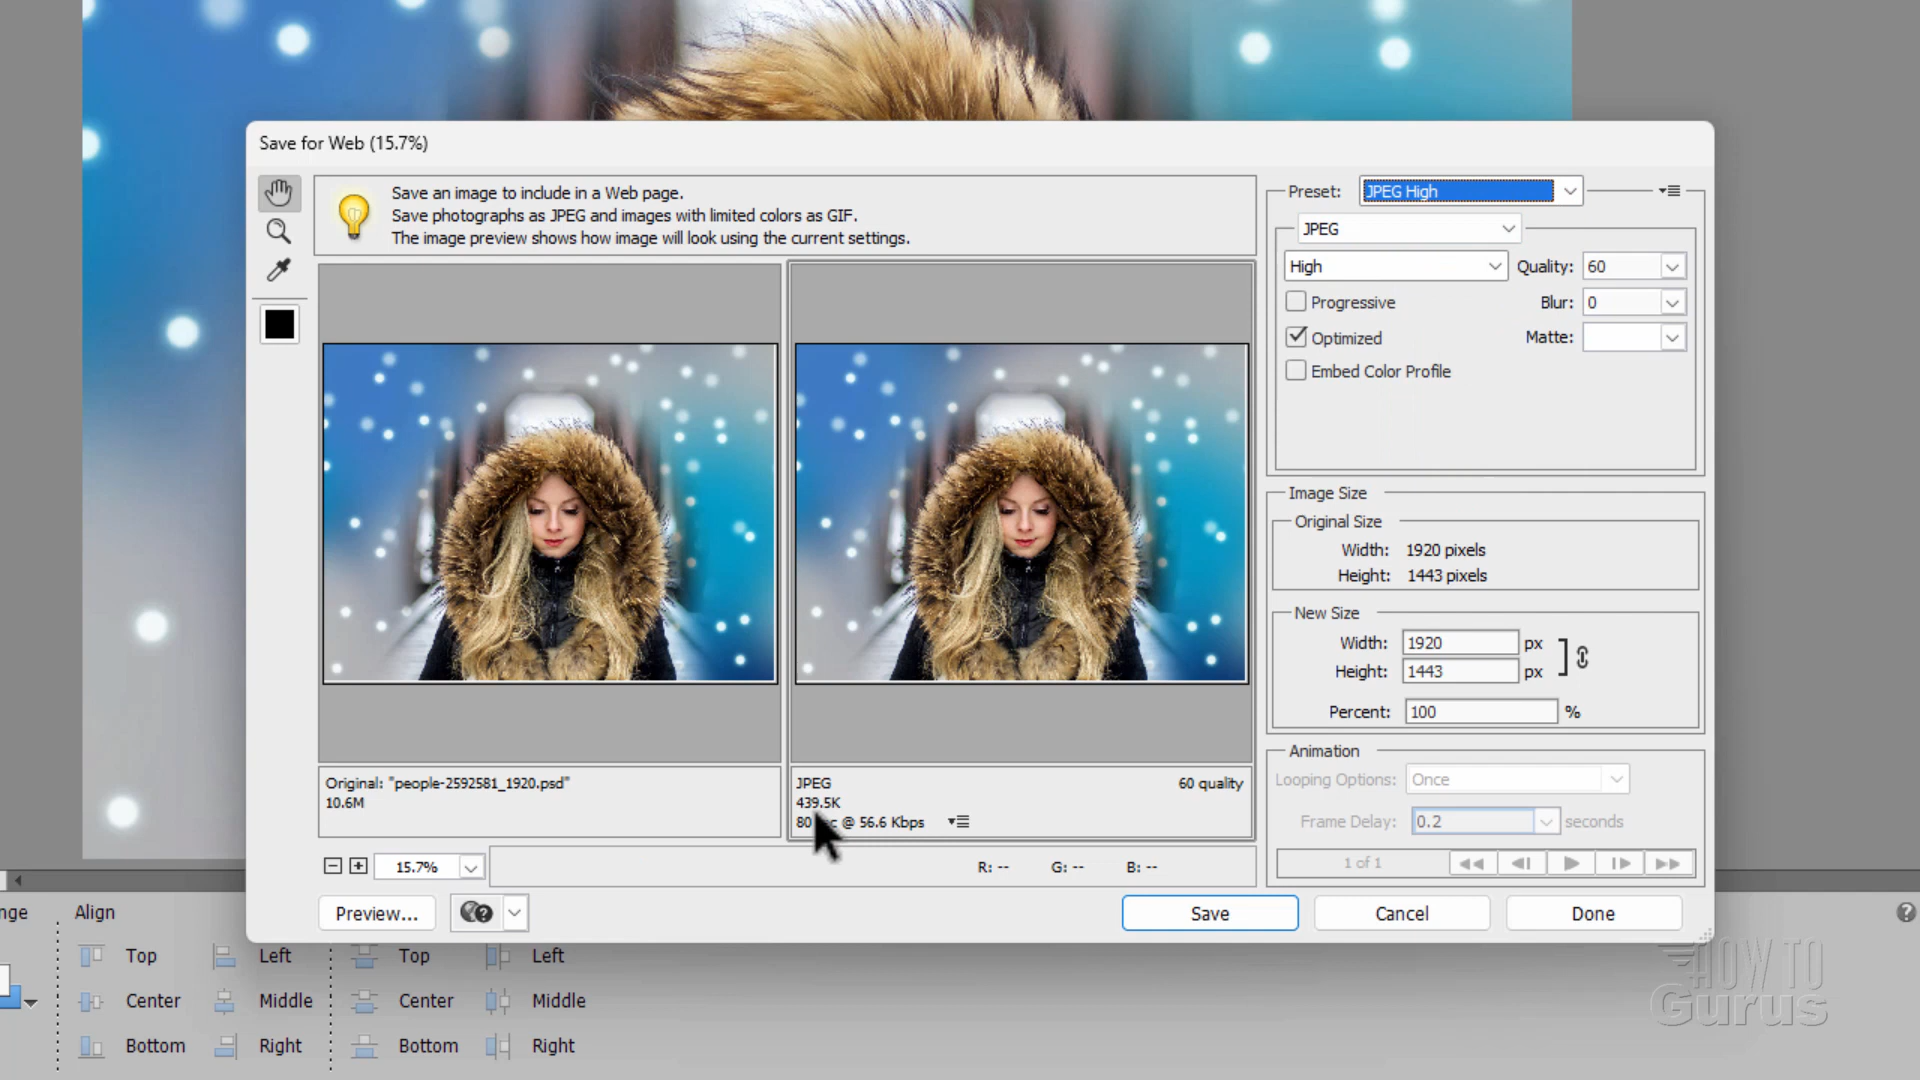 Save for Web (15.7%)
Save an image to include in a Web page.
Save photographs as JPEG and images with limited colors as GIF.
The image preview shows how image will look using the current settings.
Preset: JPEG High
JPEG
High Quality: 60
Progressive Blur: 0
Optimized Matte:
Embed Color Profile
Image Size
Original Size
Width: 1920 pixels
Height: 1443 pixels
New Size
Width: 1920 px
Height: 1443 px
Percent: 100 %
Animation
Looping Options: Once
Frame Delay: 0.2 seconds
1 of 1
Original: "people-2592581_1920.psd"
10.6M
JPEG 60 quality
439.5K
@ 56.6 Kbps
15.7% R: -- G: -- B: --
Preview... Save Cancel Done
Align
Top Left Top Left
Center Middle Center Middle
Bottom Right Bottom Right
HOW TO
Gurus